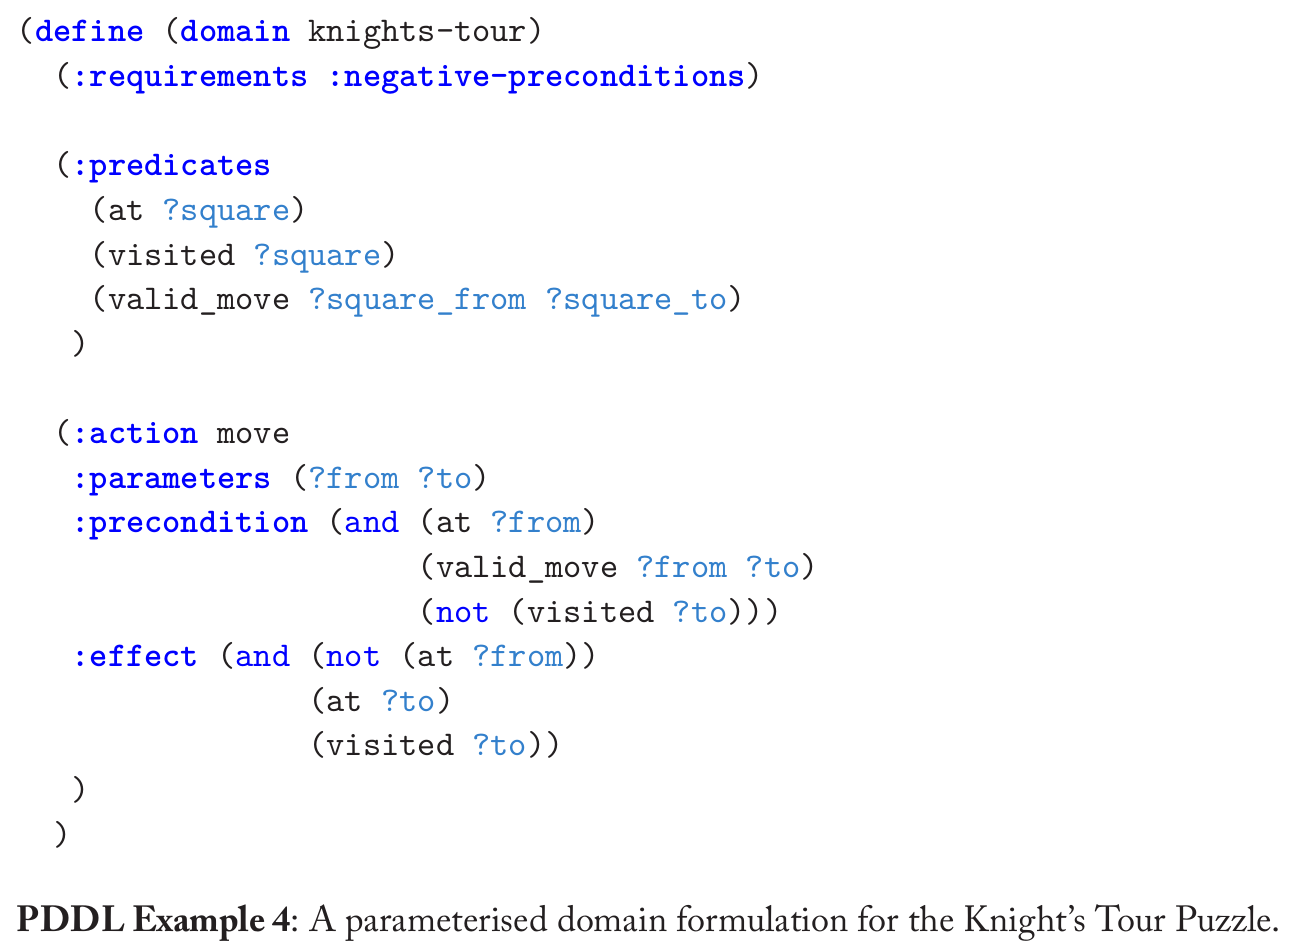 (define (domain knights-tour)
  (:requirements :negative-preconditions)

  (:predicates
    (at ?square)
    (visited ?square)
    (valid_move ?square_from ?square_to)
   )

  (:action move
   :parameters (?from ?to)
   :precondition (and (at ?from)
                      (valid_move ?from ?to)
                      (not (visited ?to)))
   :effect (and (not (at ?from))
                (at ?to)
                (visited ?to))
   )
  )

PDDL Example 4: A parameterised domain formulation for the Knight’s Tour Puzzle.